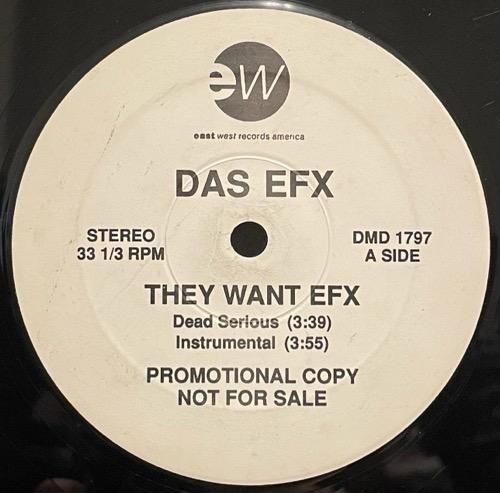 ew
east west records america
DAS EFX
STEREO
33 1/3 RPM
DMD 1797
A SIDE
THEY WANT EFX
Dead Serious (3:39)
Instrumental (3:55)
PROMOTIONAL COPY
NOT FOR SALE